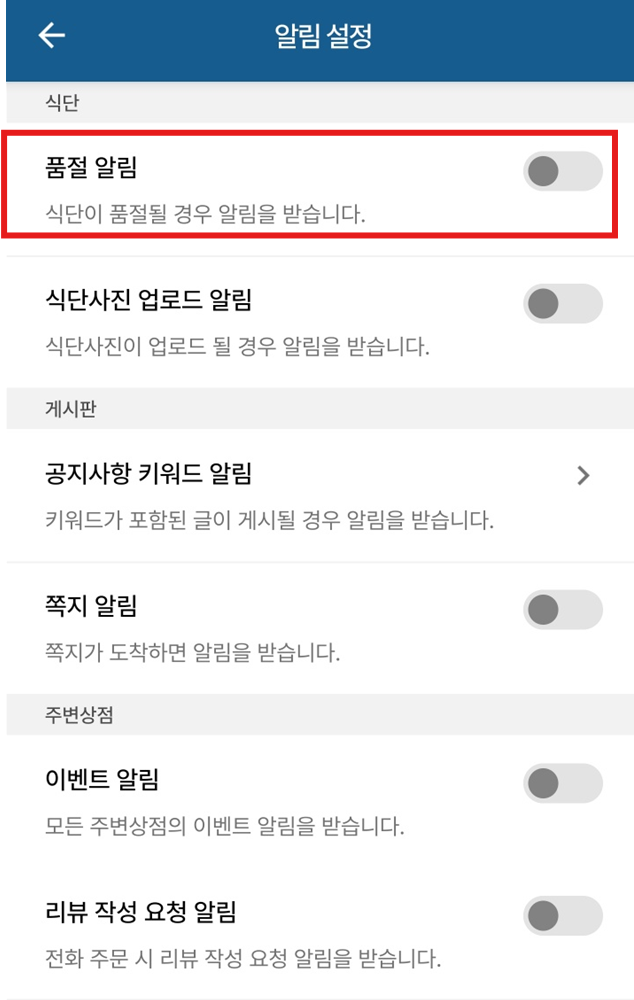 알림 설정
식단
품절 알림
식단이 품절될 경우 알림을 받습니다.
식단사진 업로드 알림
식단사진이 업로드 될 경우 알림을 받습니다.
게시판
공지사항 키워드 알림
키워드가 포함된 글이 게시될 경우 알림을 받습니다.
쪽지 알림
쪽지가 도착하면 알림을 받습니다.
주변상점
이벤트 알림
모든 주변상점의 이벤트 알림을 받습니다.
리뷰 작성 요청 알림
전화 주문 시 리뷰 작성 요청 알림을 받습니다.